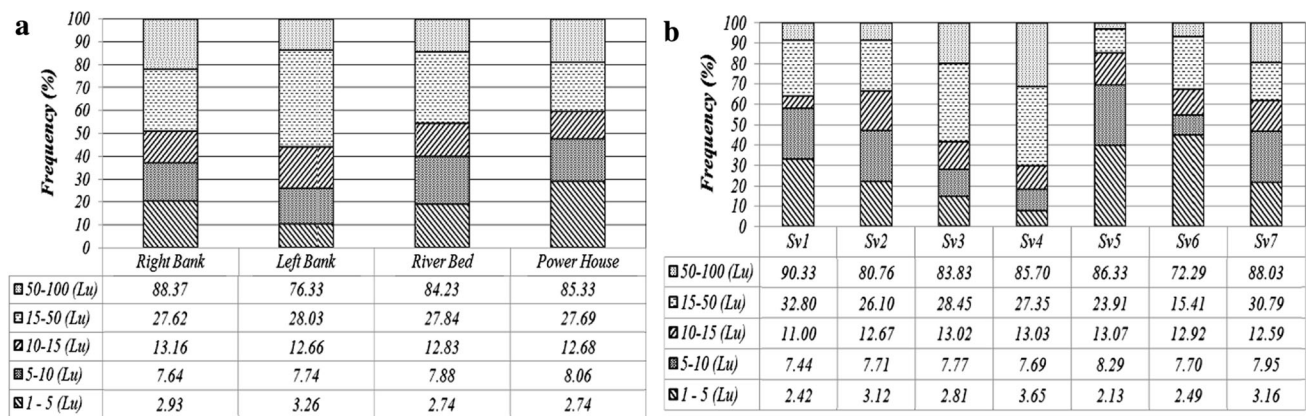 a
Frequency (%)
100
90
80
70
60
50
40
30
20
10
0
Right Bank Left Bank River Bed Power House
50-100 (Lu) 88.37 76.33 84.23 85.33
15-50 (Lu) 27.62 28.03 27.84 27.69
10-15 (Lu) 13.16 12.66 12.83 12.68
5-10 (Lu) 7.64 7.74 7.88 8.06
1 - 5 (Lu) 2.93 3.26 2.74 2.74
b
Frequency (%)
100
90
80
70
60
50
40
30
20
10
0
Sv1 Sv2 Sv3 Sv4 Sv5 Sv6 Sv7
50-100 (Lu) 90.33 80.76 83.83 85.70 86.33 72.29 88.03
15-50 (Lu) 32.80 26.10 28.45 27.35 23.91 15.41 30.79
10-15 (Lu) 11.00 12.67 13.02 13.03 13.07 12.92 12.59
5-10 (Lu) 7.44 7.71 7.77 7.69 8.29 7.70 7.95
1 - 5 (Lu) 2.42 3.12 2.81 3.65 2.13 2.49 3.16